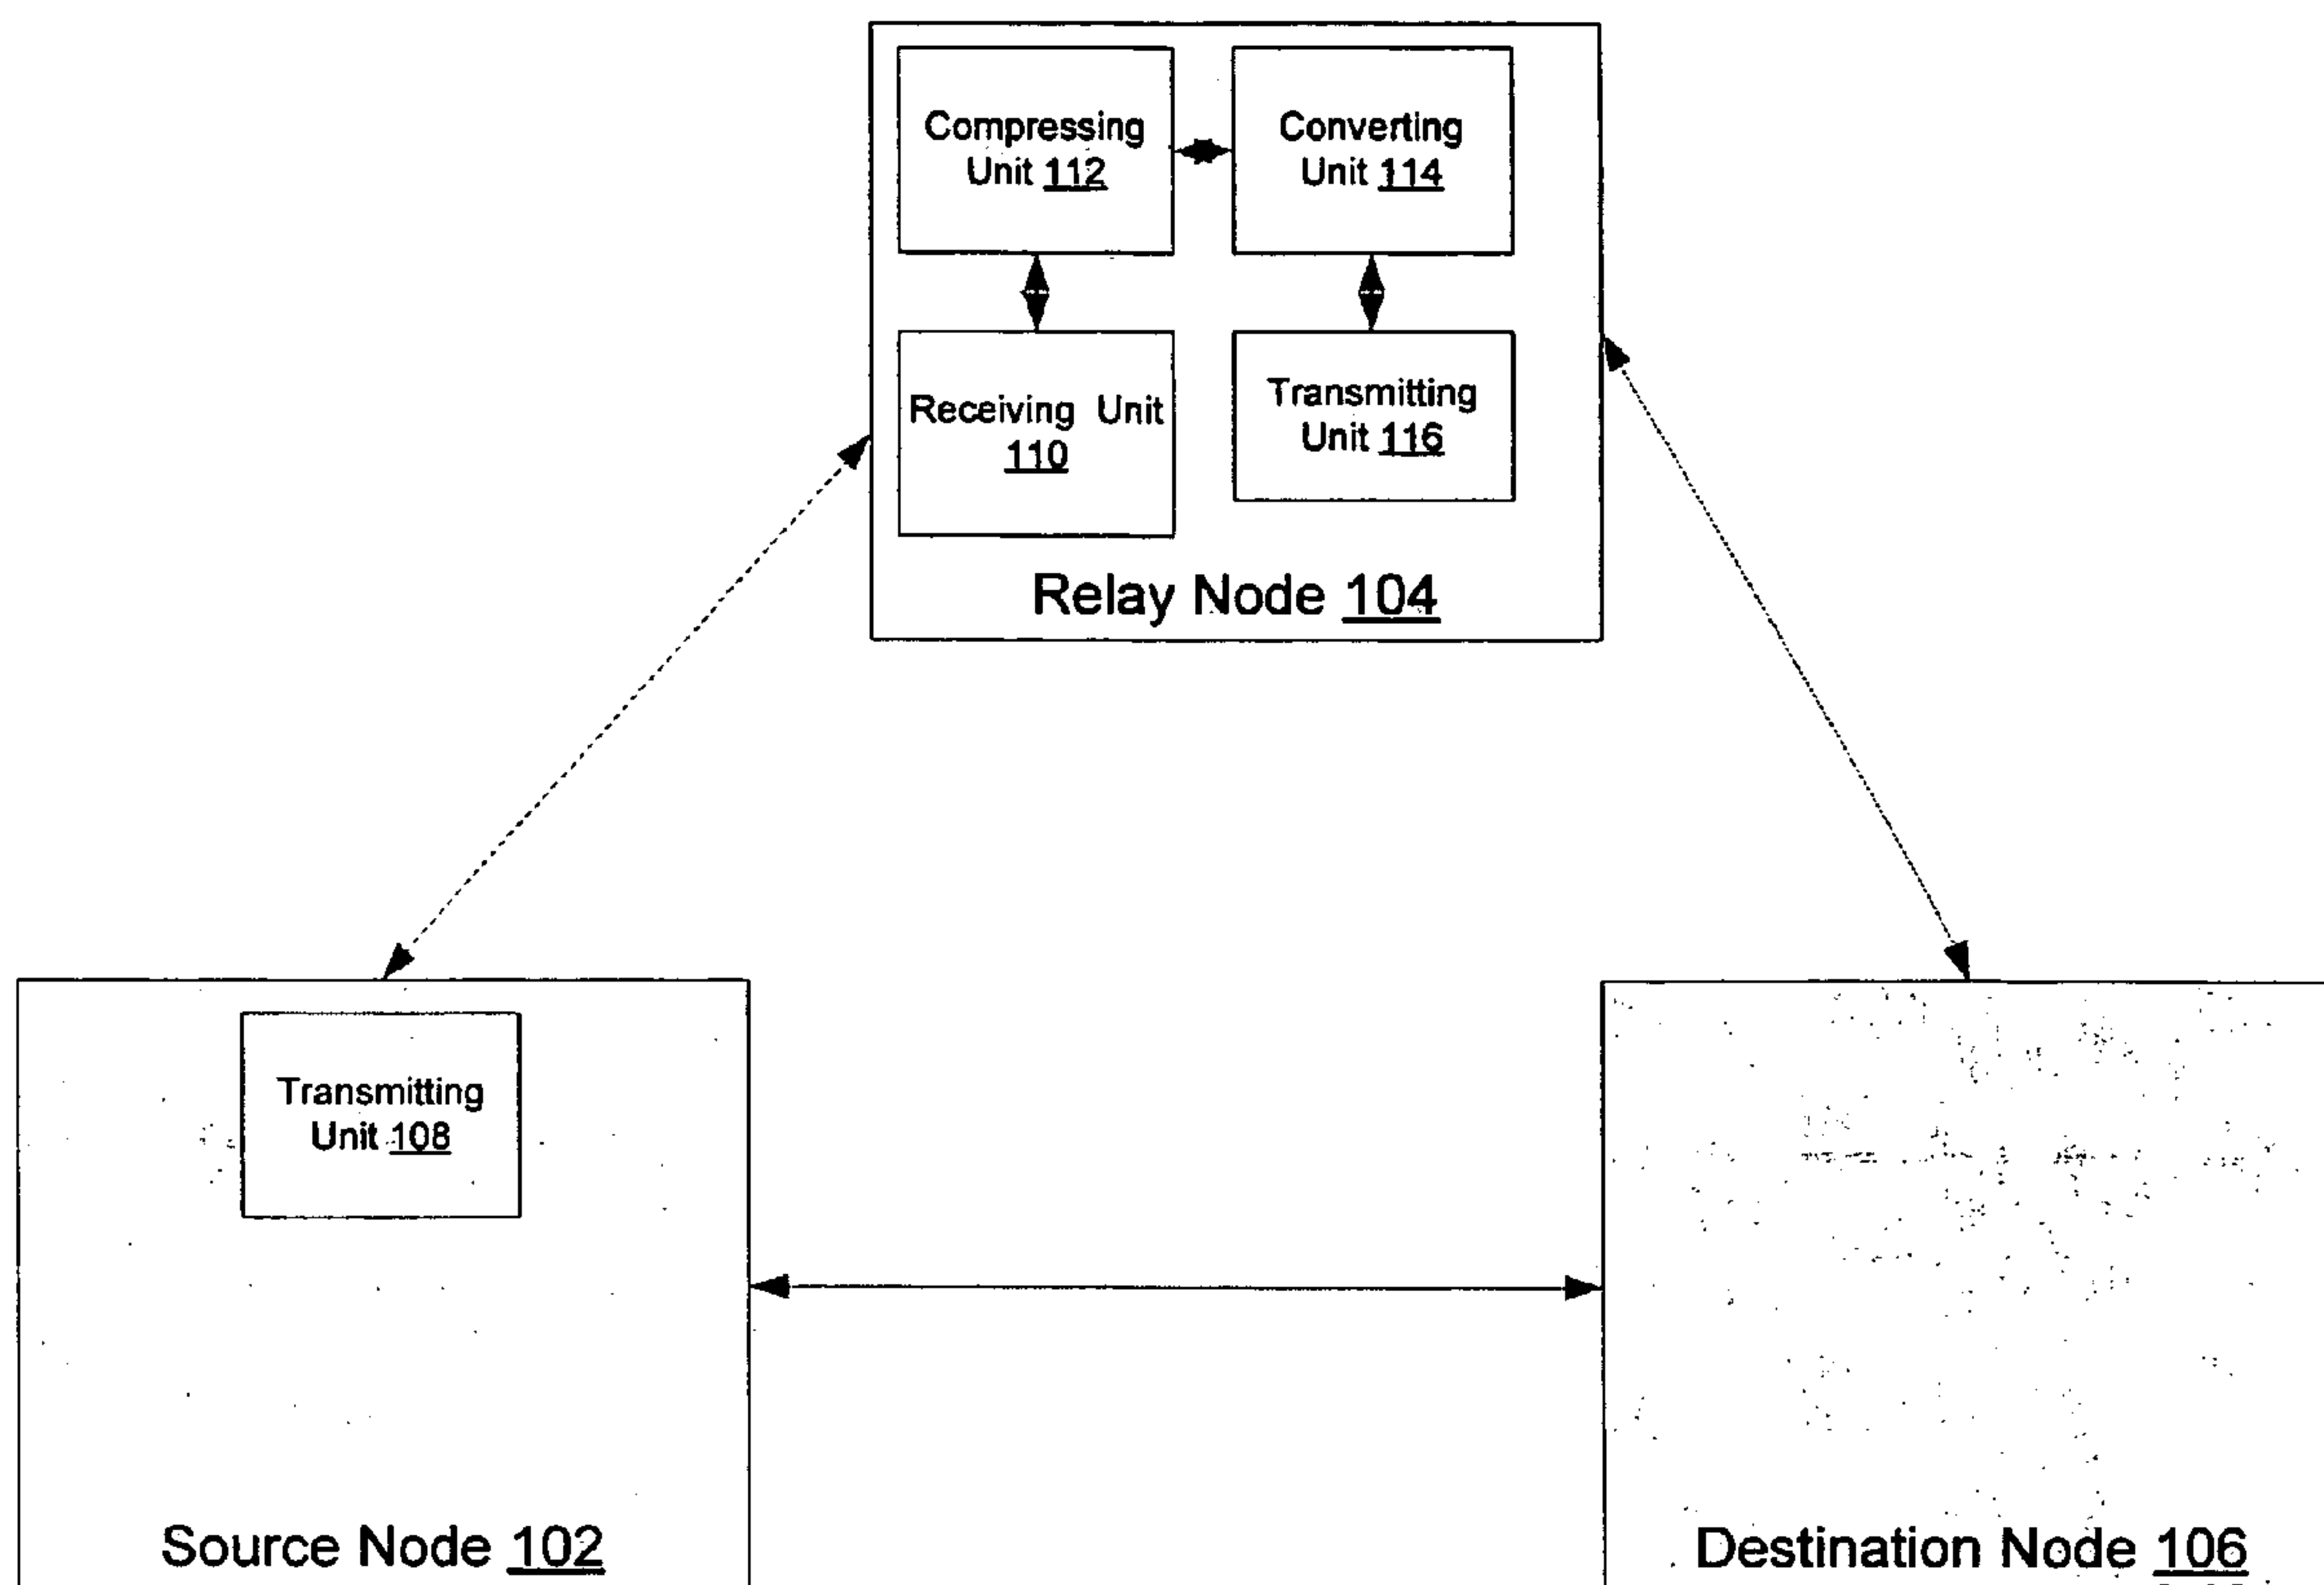 Compressing
Unit 112
Converting
Unit 114
Receiving Unit
110
Transmitting
Unit 116
Relay Node 104
Transmitting
Unit 108
Source Node 102
Destination Node 106